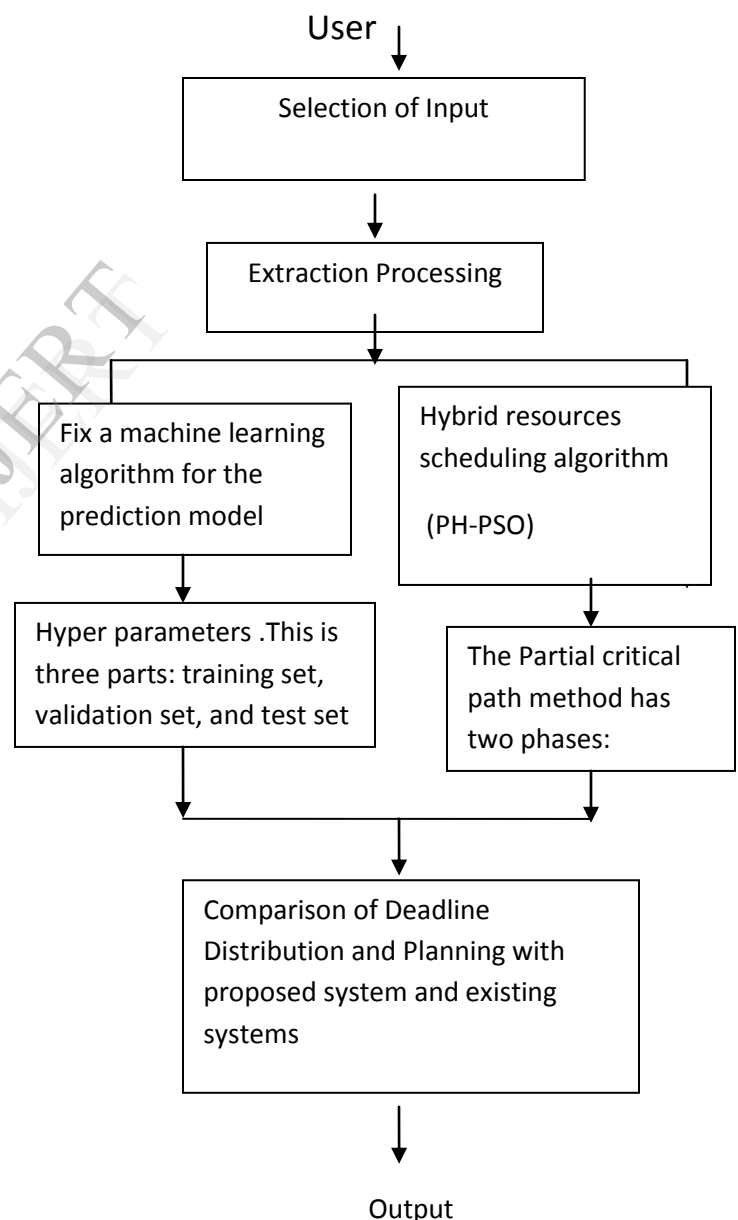 User
Selection of Input
Extraction Processing
Fix a machine learning
algorithm for the
prediction model
Hybrid resources
scheduling algorithm
(PH-PSO)
Hyper parameters .This is
three parts: training set,
validation set, and test set
The Partial critical
path method has
two phases:
Comparison of Deadline
Distribution and Planning with
proposed system and existing
systems
Output
IJERT